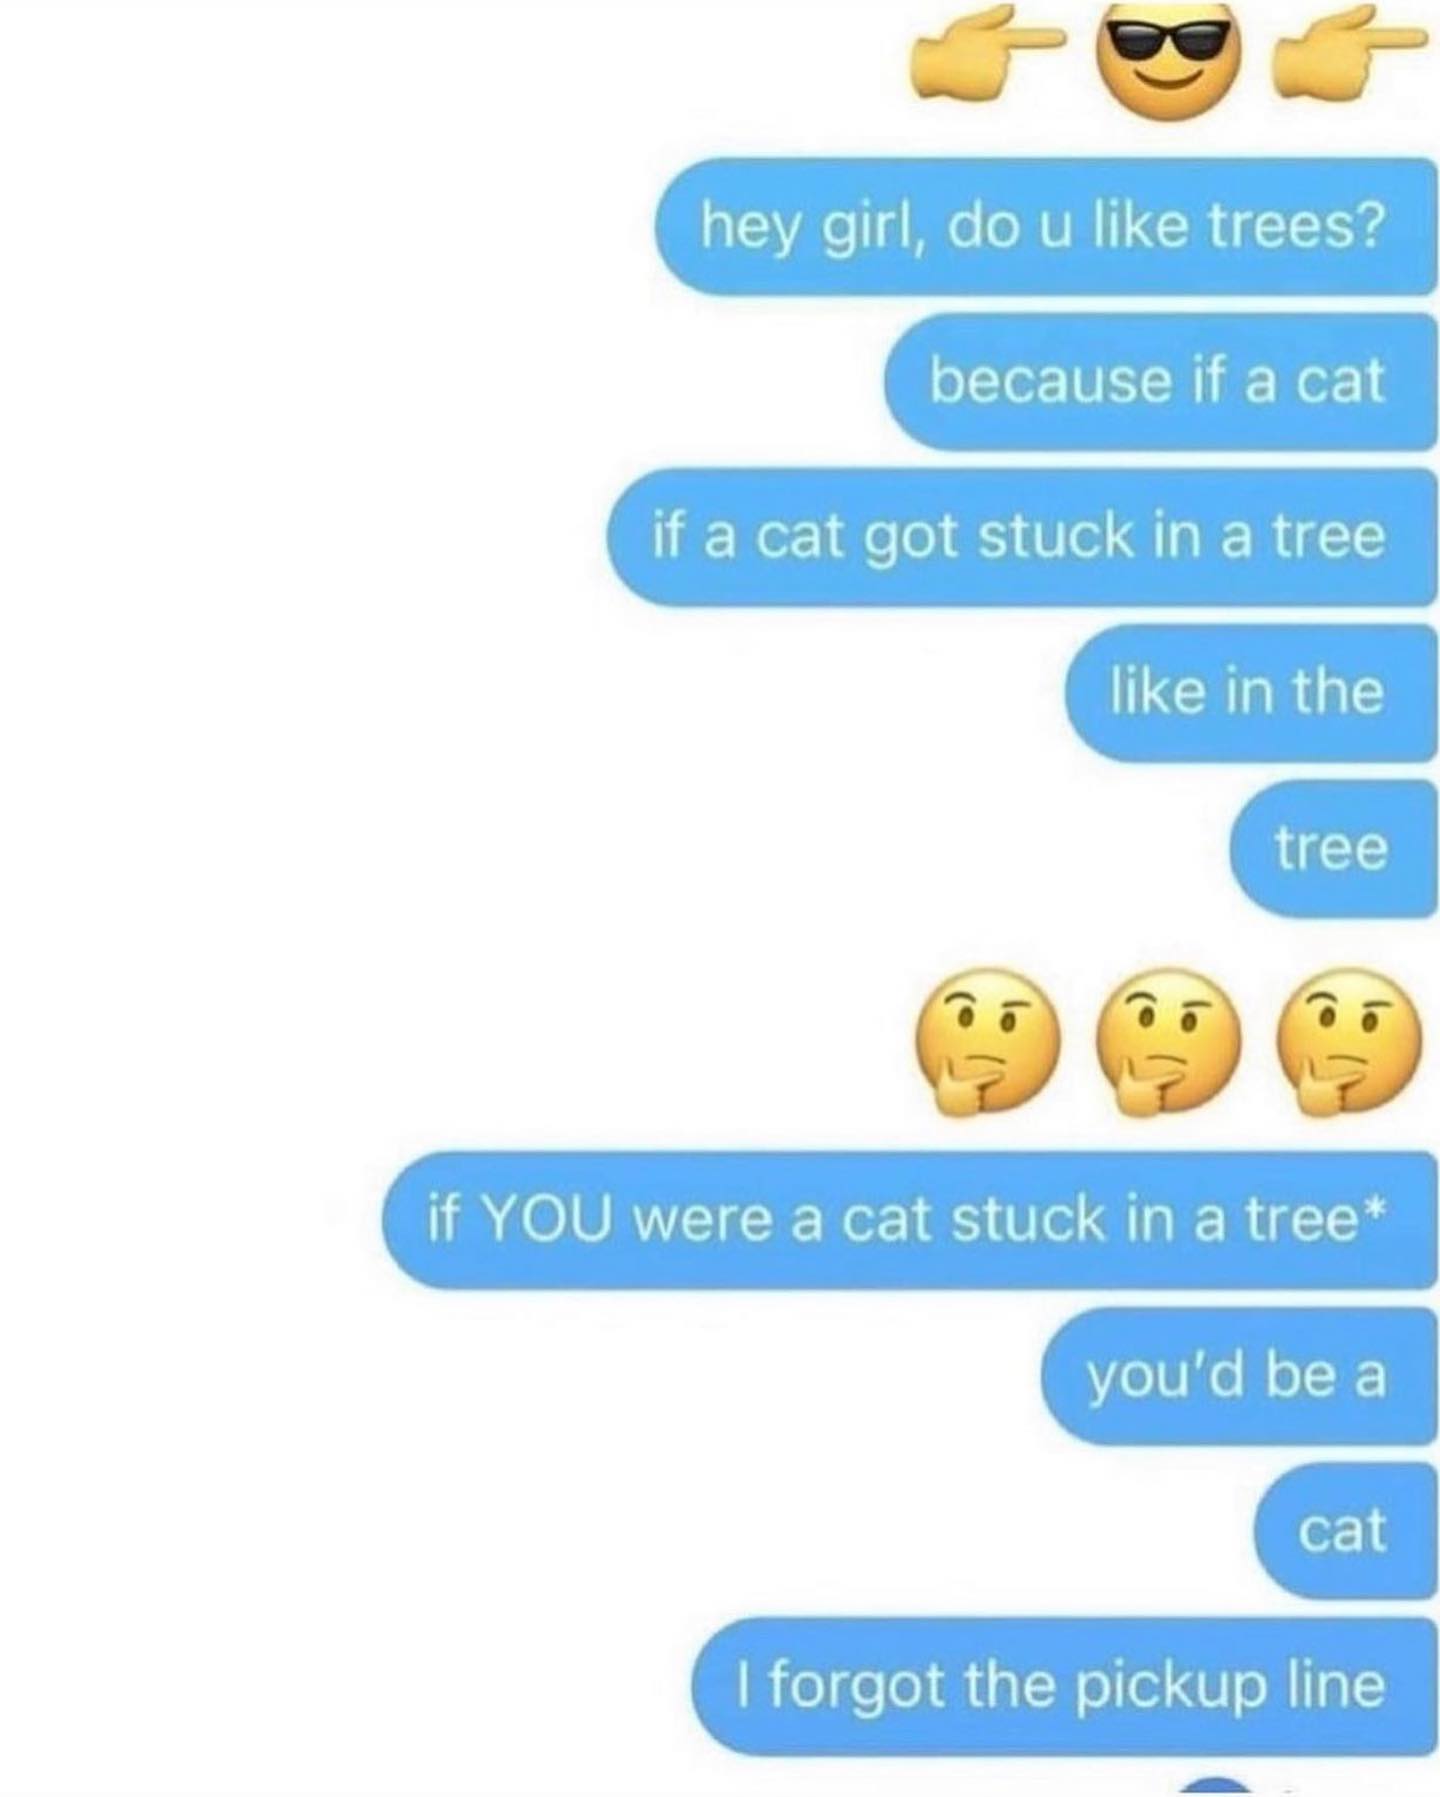 hey girl, do u like trees?
because if a cat
if a cat got stuck in a tree
like in the
tree
if YOU were a cat stuck in a tree*
you'd be a
cat
I forgot the pickup line